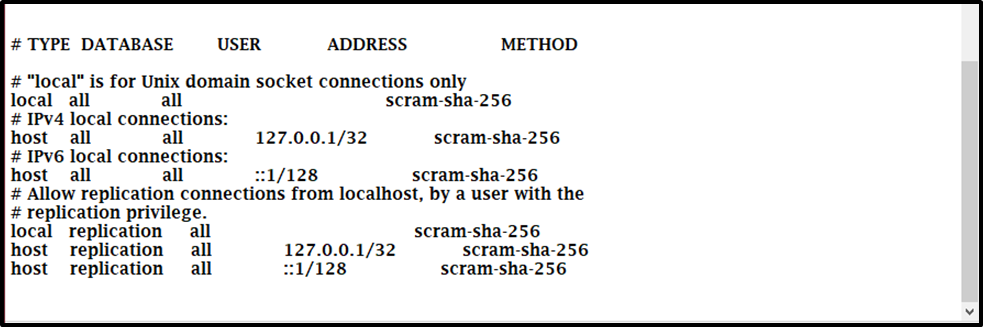 # TYPE DATABASE USER ADDRESS METHOD
# "local" is for Unix domain socket connections only
local all all scram-sha-256
# IPv4 local connections:
host all all 127.0.0.1/32 scram-sha-256
# IPv6 local connections:
host all all ::1/128 scram-sha-256
# Allow replication connections from localhost, by a user with the
# replication privilege.
local replication all scram-sha-256
host replication all 127.0.0.1/32 scram-sha-256
host replication all ::1/128 scram-sha-256